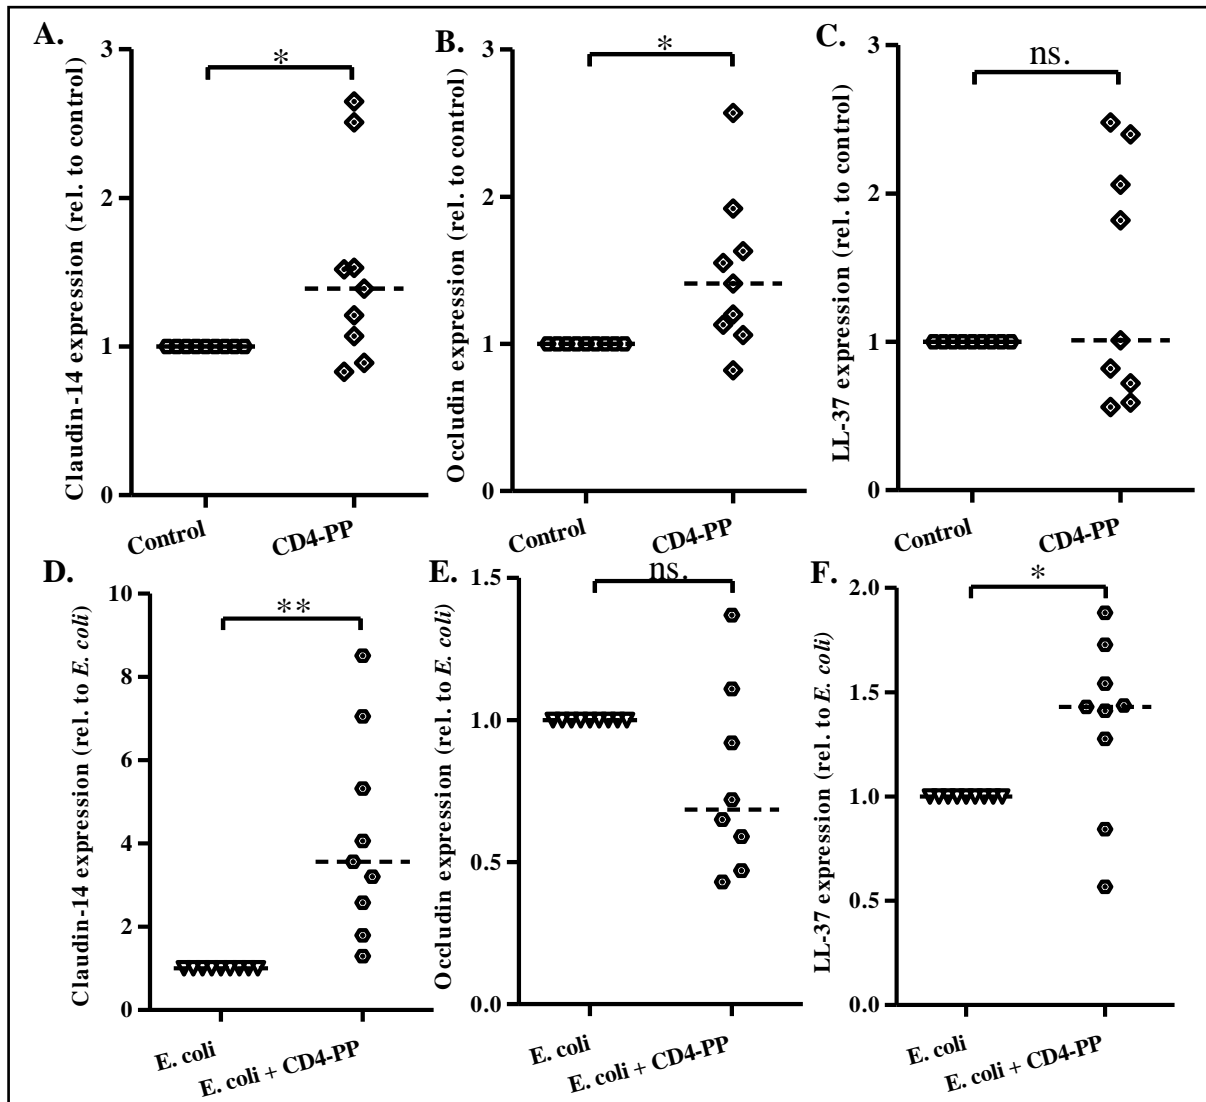 A.
Claudin-14 expression (rel. to control)
3
2
1
0
*
Control
CD4-PP
B.
Occludin expression (rel. to control)
3
2
1
0
*
Control
CD4-PP
C.
LL-37 expression (rel. to control)
3
2
1
0
ns.
Control
CD4-PP
D.
Claudin-14 expression (rel. to E. coli)
10
8
6
4
2
0
**
E. coli
E. coli + CD4-PP
E.
Occludin expression (rel. to E. coli)
1.5
1.0
0.5
0.0
ns.
E. coli
E. coli + CD4-PP
F.
LL-37 expression (rel. to E. coli)
2.0
1.5
1.0
0.5
0.0
*
E. coli
E. coli + CD4-PP